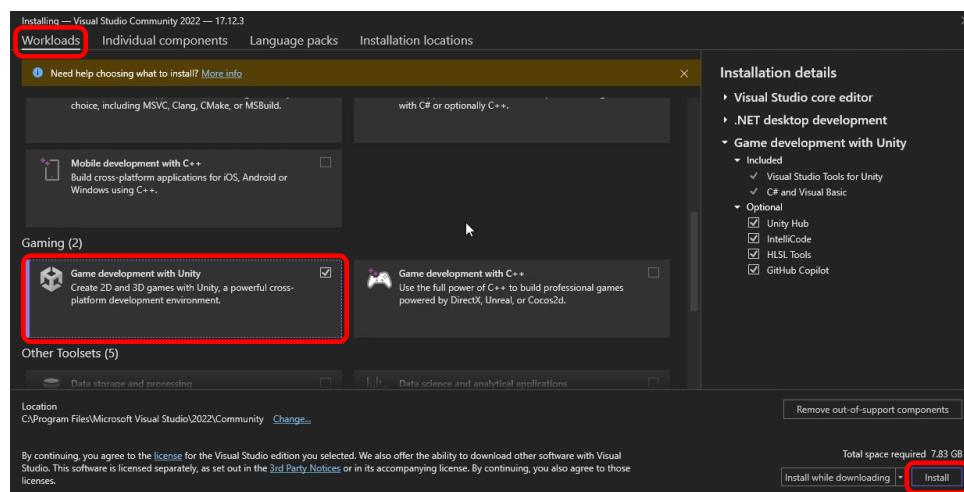 Installing — Visual Studio Community 2022 — 17.12.3
Workloads Individual components Language packs Installation locations
Need help choosing what to install? More info
choice, including MSVC, Clang, CMake, or MSBuild.
with C# or optionally C++.
Mobile development with C++
Build cross-platform applications for iOS, Android or
Windows using C++.
Gaming (2)
Game development with Unity
Create 2D and 3D games with Unity, a powerful cross-
platform development environment.
Game development with C++
Use the full power of C++ to build professional games
powered by DirectX, Unreal, or Cocos2d.
Other Toolsets (5)
Data storage and processing
Data science and analytical applications
Installation details
Visual Studio core editor
.NET desktop development
Game development with Unity
Included
Visual Studio Tools for Unity
C# and Visual Basic
Optional
Unity Hub
IntelliCode
HLSL Tools
GitHub Copilot
Location
C:\Program Files\Microsoft Visual Studio\2022\Community Change...
Remove out-of-support components
By continuing, you agree to the license for the Visual Studio edition you selected. We also offer the ability to download other software with Visual
Studio. This software is licensed separately, as set out in the 3rd Party Notices or in its accompanying license. By continuing, you also agree to those
licenses.
Total space required 7.83 GB
Install while downloading Install